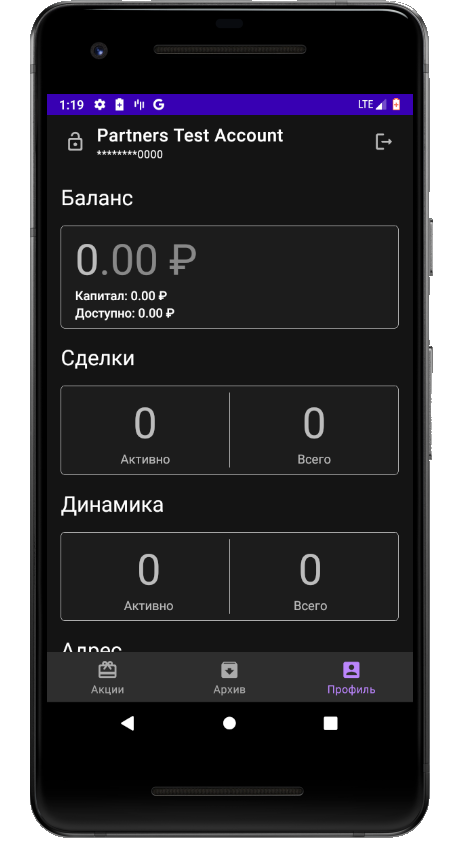 1:19 LTE
Partners Test Account
********0000
Баланс
0.00 ₽
Капитал: 0.00 ₽
Доступно: 0.00 ₽
Сделки
0 0
Активно Всего
Динамика
0 0
Активно Всего
Адрес
Акции Архив Профиль